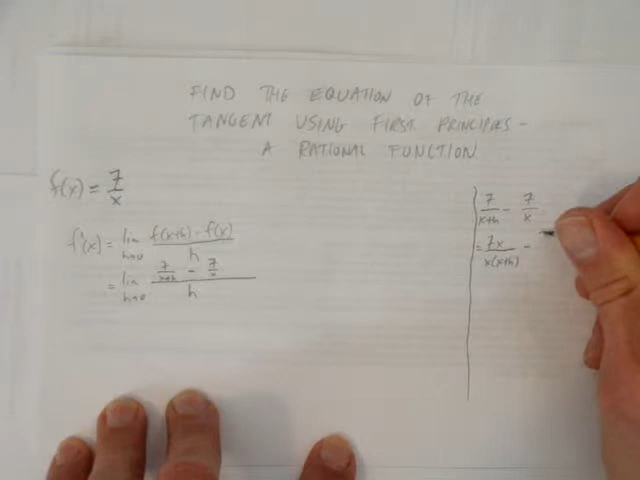 FIND THE EQUATION OF THE
TANGENT USING FIRST PRINCIPLES -
A RATIONAL FUNCTION
f(x) = 7/x
f'(x) = lim h→0 (f(x+h) - f(x))/h
= lim h→0 (7/(x+h) - 7/x)/h
7/(x+h) - 7/x
= 7x/(x(x+h)) -